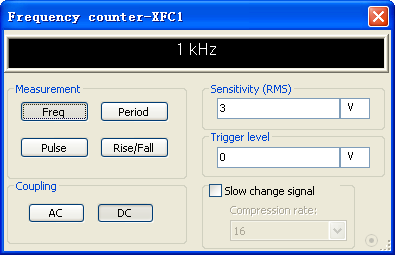 Frequency counter-XFC1
1 kHz
Measurement
Freq
Period
Pulse
Rise/Fall
Coupling
AC
DC
Sensitivity (RMS)
3
V
Trigger level
0
V
Slow change signal
Compression rate:
16